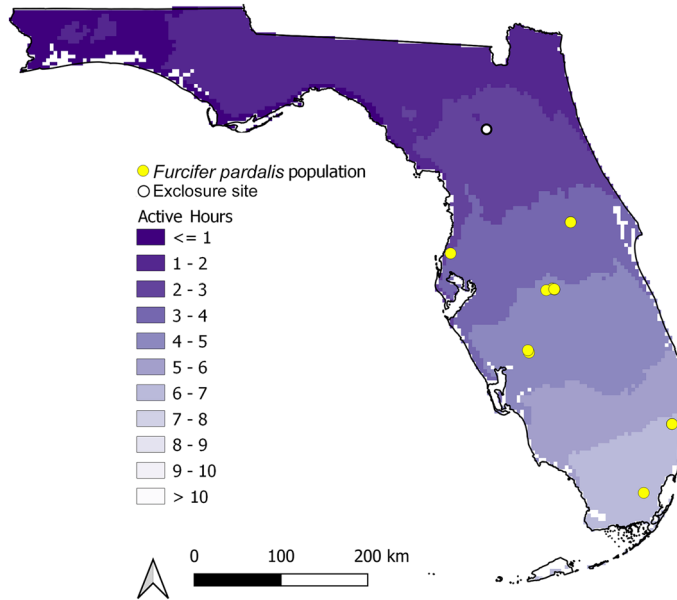 Furcifer pardalis population
Exclosure site
Active Hours
<= 1
1 - 2
2 - 3
3 - 4
4 - 5
5 - 6
6 - 7
7 - 8
8 - 9
9 - 10
> 10
0 100 200 km